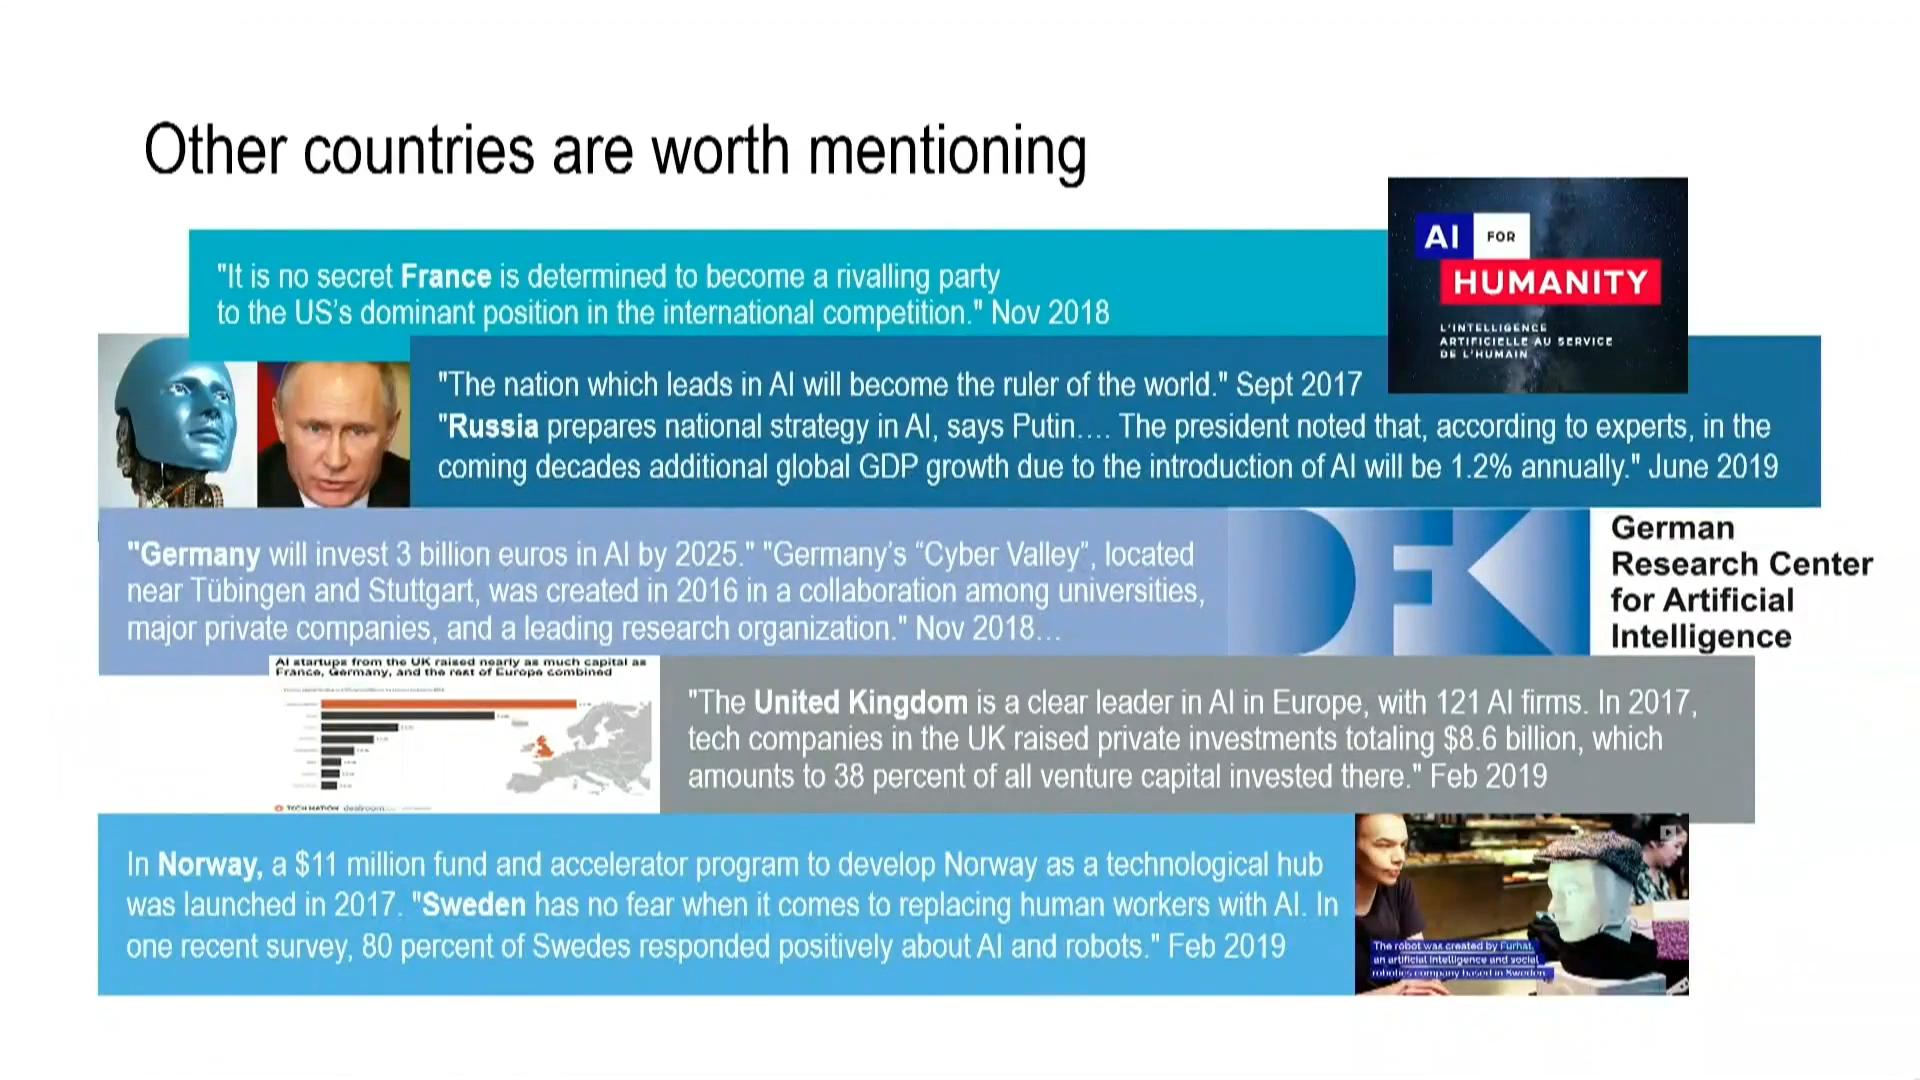 Other countries are worth mentioning
AI FOR
HUMANITY
L'INTELLIGENCE
ARTIFICIELLE AU SERVICE
DE L'HUMAIN
"It is no secret France is determined to become a rivalling party
to the US’s dominant position in the international competition." Nov 2018
"The nation which leads in AI will become the ruler of the world." Sept 2017
"Russia prepares national strategy in AI, says Putin…. The president noted that, according to experts, in the
coming decades additional global GDP growth due to the introduction of AI will be 1.2% annually." June 2019
"Germany will invest 3 billion euros in AI by 2025." "Germany’s “Cyber Valley”, located
near Tübingen and Stuttgart, was created in 2016 in a collaboration among universities,
major private companies, and a leading research organization." Nov 2018…
DFK
German
Research Center
for Artificial
Intelligence
AI startups from the UK raised nearly as much capital as
France, Germany, and the rest of Europe combined
TECH NATION dealroom
"The United Kingdom is a clear leader in AI in Europe, with 121 AI firms. In 2017,
tech companies in the UK raised private investments totaling $8.6 billion, which
amounts to 38 percent of all venture capital invested there." Feb 2019
In Norway, a $11 million fund and accelerator program to develop Norway as a technological hub
was launched in 2017. "Sweden has no fear when it comes to replacing human workers with AI. In
one recent survey, 80 percent of Swedes responded positively about AI and robots." Feb 2019
The robot was created by Furhat,
an artificial intelligence and social
robotics company based in Sweden